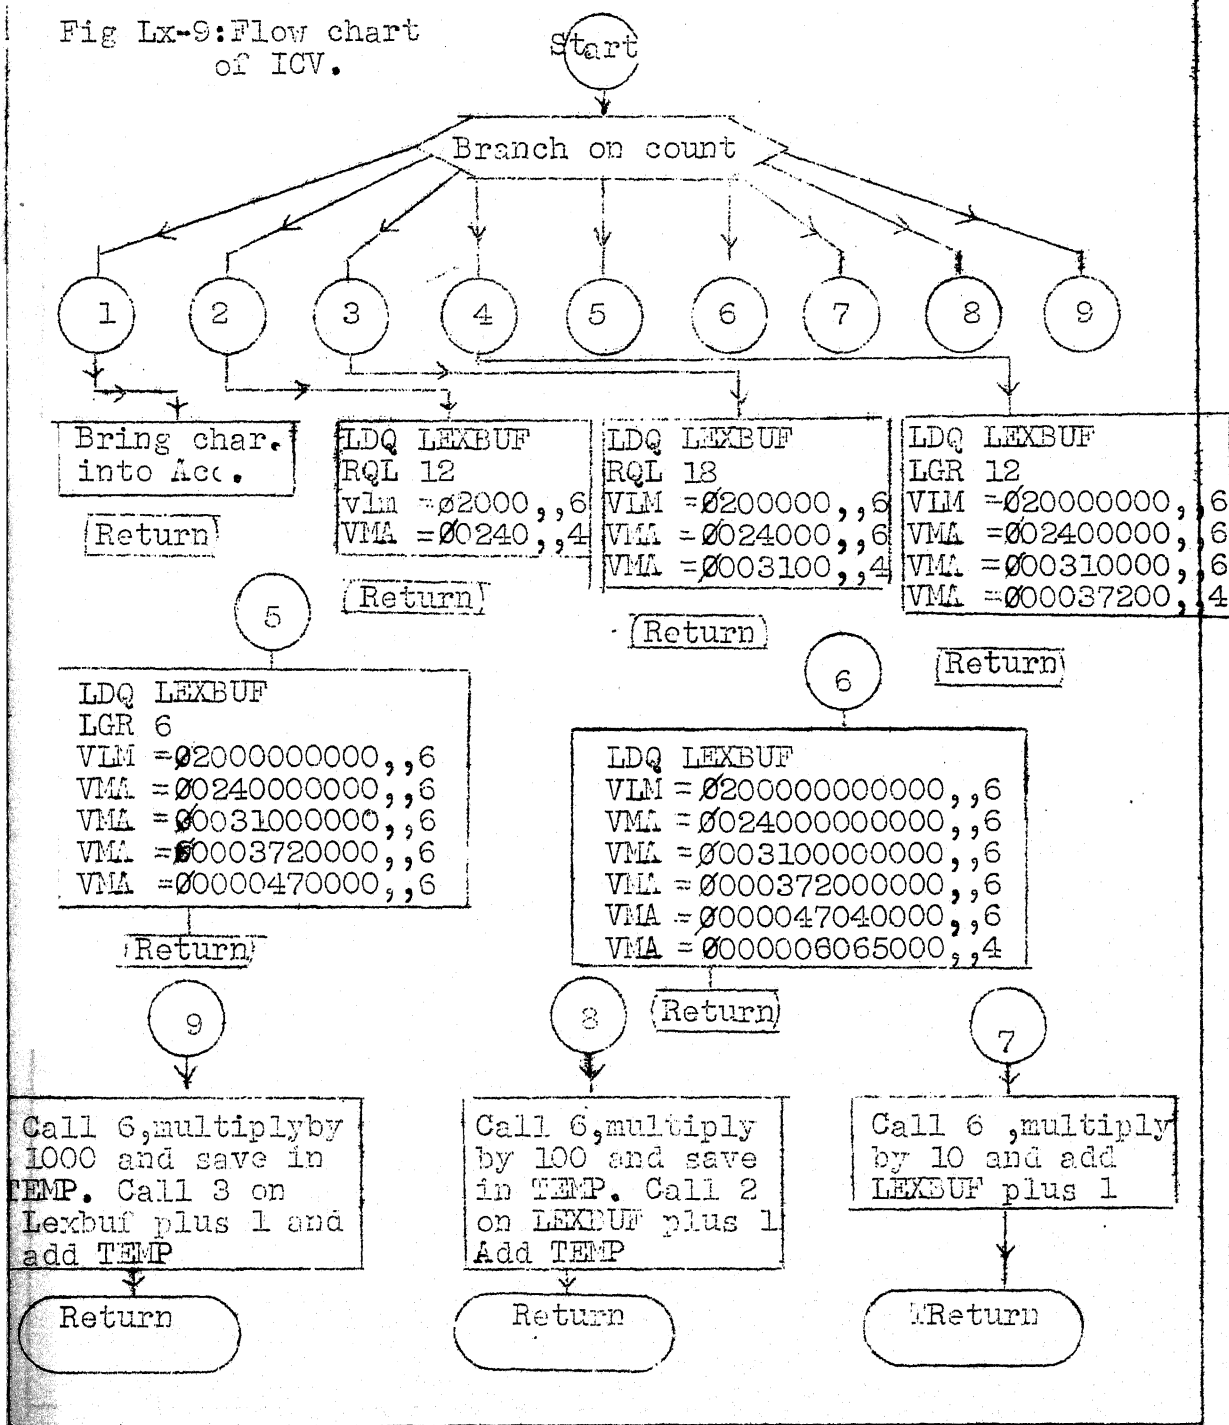 Fig Lx-9:Flow chart
of ICV.
Start
Branch on count
1 2 3 4 5 6 7 8 9
Bring char.
into Acc.
Return
LDQ LEXBUF
RQL 12
vlm =Ø2000,,6
VMA =Ø0240,,4
Return
LDQ LEXBUF
RQL 18
VLM =Ø200000,,6
VMA =Ø024000,,6
VMA =Ø003100,,4
Return
LDQ LEXBUF
LGR 12
VLM =Ø20000000,,6
VMA =Ø02400000,,6
VMA =Ø00310000,,6
VMA =Ø00037200,,4
Return
5
LDQ LEXBUF
LGR 6
VLM =Ø2000000000,,6
VMA =Ø0240000000,,6
VMA =Ø0031000000,,6
VMA =Ø0003720000,,6
VMA =Ø0000470000,,6
Return
6
LDQ LEXBUF
VLM =Ø200000000000,,6
VMA =Ø024000000000,,6
VMA =Ø003100000000,,6
VMA =Ø000372000000,,6
VMA =Ø000047040000,,6
VMA =Ø000006065000,,4
Return
9
Call 6,multiplyby
1000 and save in
TEMP. Call 3 on
Lexbuf plus 1 and
add TEMP
Return
8
Call 6,multiply
by 100 and save
in TEMP. Call 2
on LEXBUF plus 1
Add TEMP
Return
7
Call 6 ,multiply
by 10 and add
LEXBUF plus 1
Return